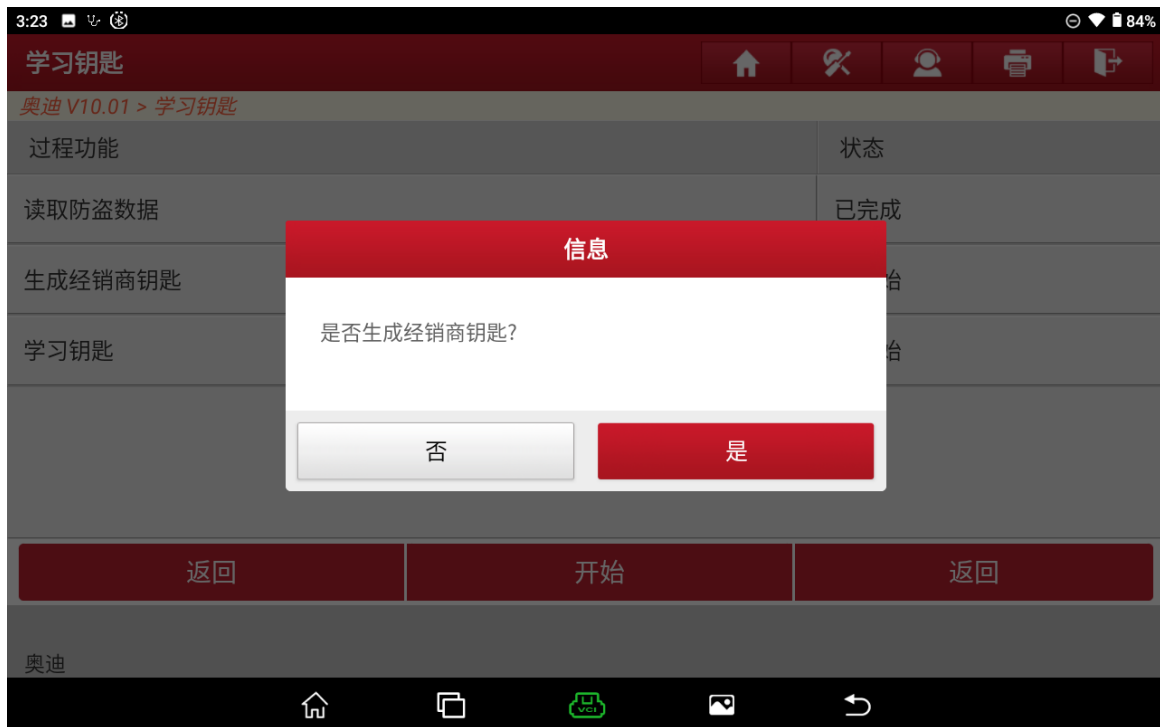 3:23
84%
学习钥匙
奥迪 V10.01 > 学习钥匙
过程功能
状态
读取防盗数据
已完成
信息
生成经销商钥匙
始
是否生成经销商钥匙?
学习钥匙
始
否
是
返回
开始
返回
奥迪
VCI